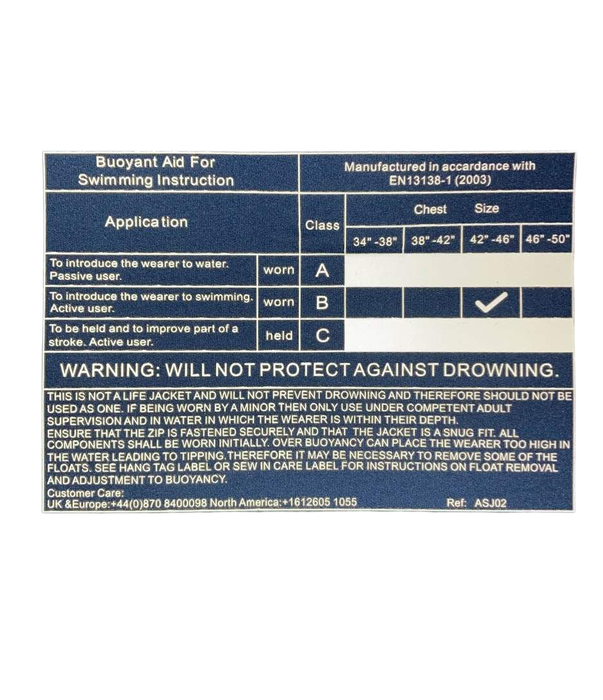 Buoyant Aid For
Swimming Instruction
Manufactured in accordance with
EN13138-1 (2003)
Application
Class
Chest Size
34" -38" 38" -42" 42" -46" 46" -50"
To introduce the wearer to water.
Passive user.
worn A
To introduce the wearer to swimming.
Active user.
worn B ✓
To be held and to improve part of a
stroke. Active user.
held C
WARNING: WILL NOT PROTECT AGAINST DROWNING.
THIS IS NOT A LIFE JACKET AND WILL NOT PREVENT DROWNING AND THEREFORE SHOULD NOT BE
USED AS ONE. IF BEING WORN BY A MINOR THEN ONLY USE UNDER COMPETENT ADULT
SUPERVISION AND IN WATER IN WHICH THE WEARER IS WITHIN THEIR DEPTH.
ENSURE THAT THE ZIP IS FASTENED SECURELY AND THAT THE JACKET IS A SNUG FIT. ALL
COMPONENTS SHALL BE WORN INITIALLY. OVER BUOYANCY CAN PLACE THE WEARER TOO HIGH IN
THE WATER LEADING TO TIPPING.THEREFORE IT MAY BE NECESSARY TO REMOVE SOME OF THE
FLOATS. SEE HANG TAG LABEL OR SEW IN CARE LABEL FOR INSTRUCTIONS ON FLOAT REMOVAL
AND ADJUSTMENT TO BUOYANCY.
Customer Care:
UK &Europe:+44(0)870 8400098 North America:+1612605 1055 Ref: ASJ02